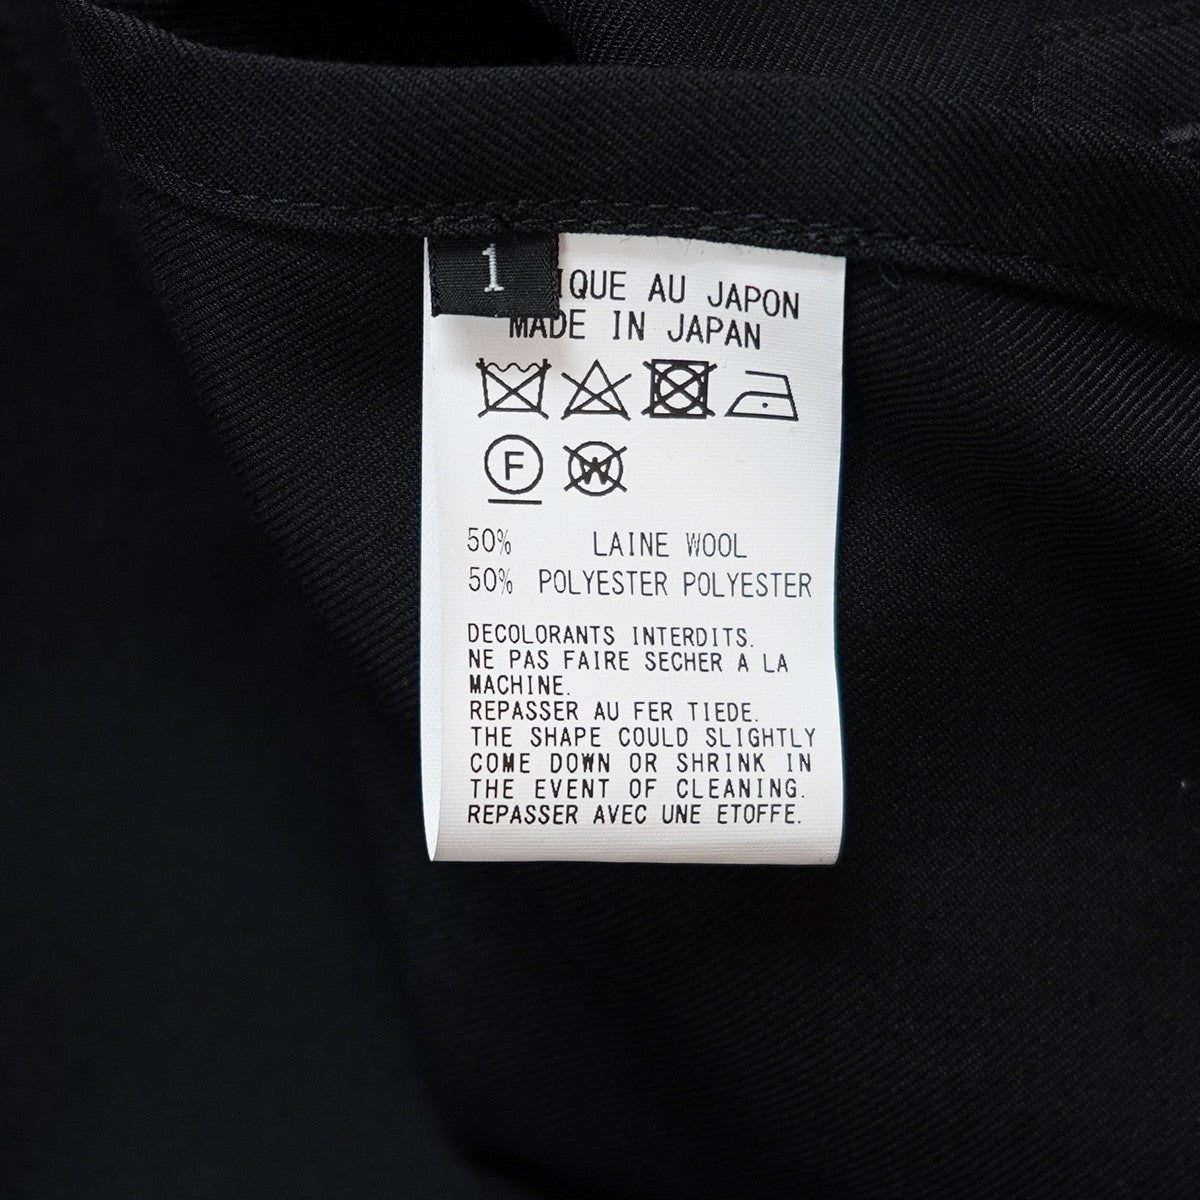 1
AU JAPON
MADE IN JAPAN
F W
50% LAINE WOOL
50% POLYESTER POLYESTER
DECOLORANTS INTERDITS.
NE PAS FAIRE SECHER A LA
MACHINE.
REPASSER AU FER TIEDE.
THE SHAPE COULD SLIGHTLY
COME DOWN OR SHRINK IN
THE EVENT OF CLEANING.
REPASSER AVEC UNE ETOFFE.